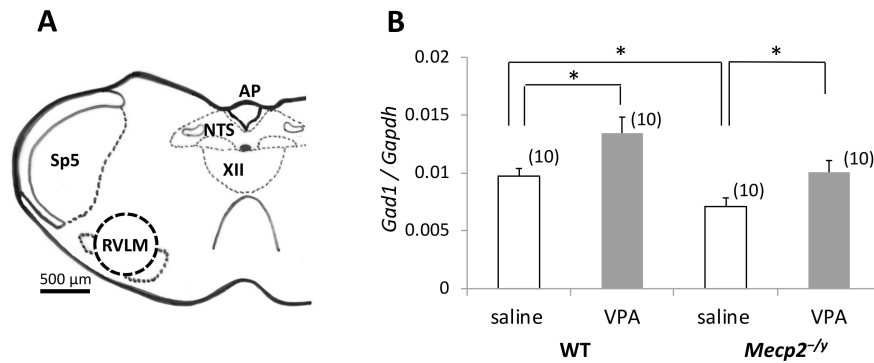 A
AP
NTS
Sp5
XII
RVLM
500 μm
B
0.02
0.015
0.01
0.005
0
Gad1 / Gapdh
* * *
(10) (10) (10) (10)
saline VPA saline VPA
WT Mecp2⁻/ʸ